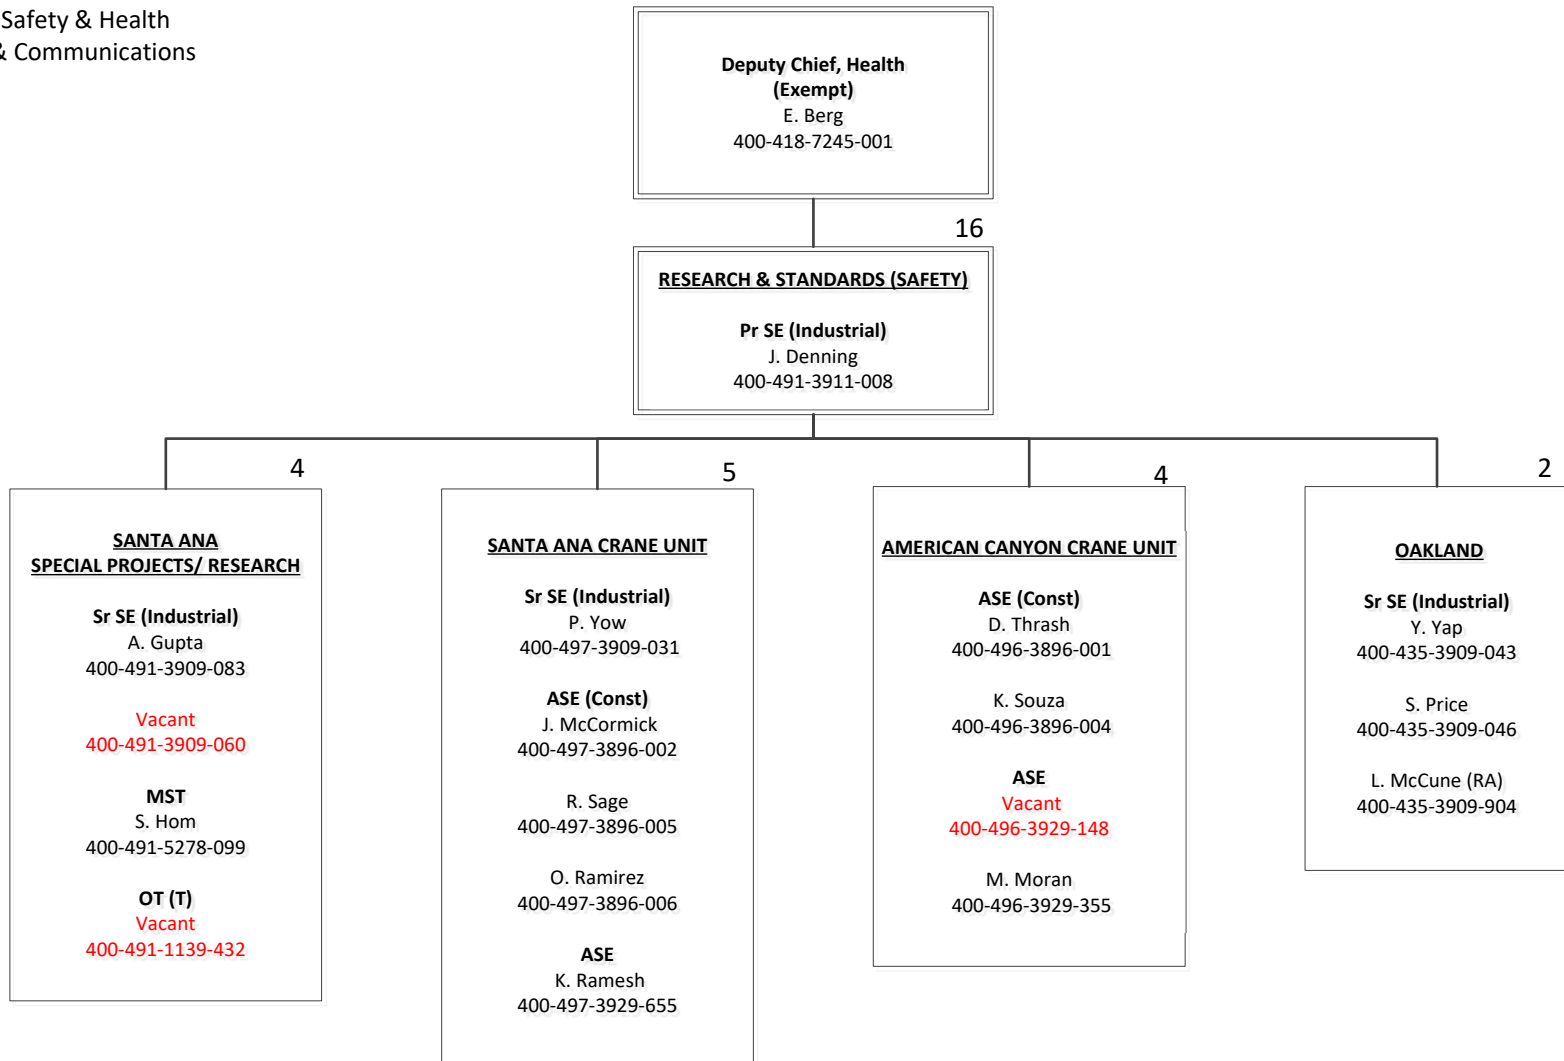 Safety & Health
& Communications
Deputy Chief, Health
(Exempt)
E. Berg
400-418-7245-001
16
RESEARCH & STANDARDS (SAFETY)
Pr SE (Industrial)
J. Denning
400-491-3911-008
4
SANTA ANA
SPECIAL PROJECTS/ RESEARCH
Sr SE (Industrial)
A. Gupta
400-491-3909-083
Vacant
400-491-3909-060
MST
S. Hom
400-491-5278-099
OT (T)
Vacant
400-491-1139-432
5
SANTA ANA CRANE UNIT
Sr SE (Industrial)
P. Yow
400-497-3909-031
ASE (Const)
J. McCormick
400-497-3896-002
R. Sage
400-497-3896-005
O. Ramirez
400-497-3896-006
ASE
K. Ramesh
400-497-3929-655
4
AMERICAN CANYON CRANE UNIT
ASE (Const)
D. Thrash
400-496-3896-001
K. Souza
400-496-3896-004
ASE
Vacant
400-496-3929-148
M. Moran
400-496-3929-355
2
OAKLAND
Sr SE (Industrial)
Y. Yap
400-435-3909-043
S. Price
400-435-3909-046
L. McCune (RA)
400-435-3909-904